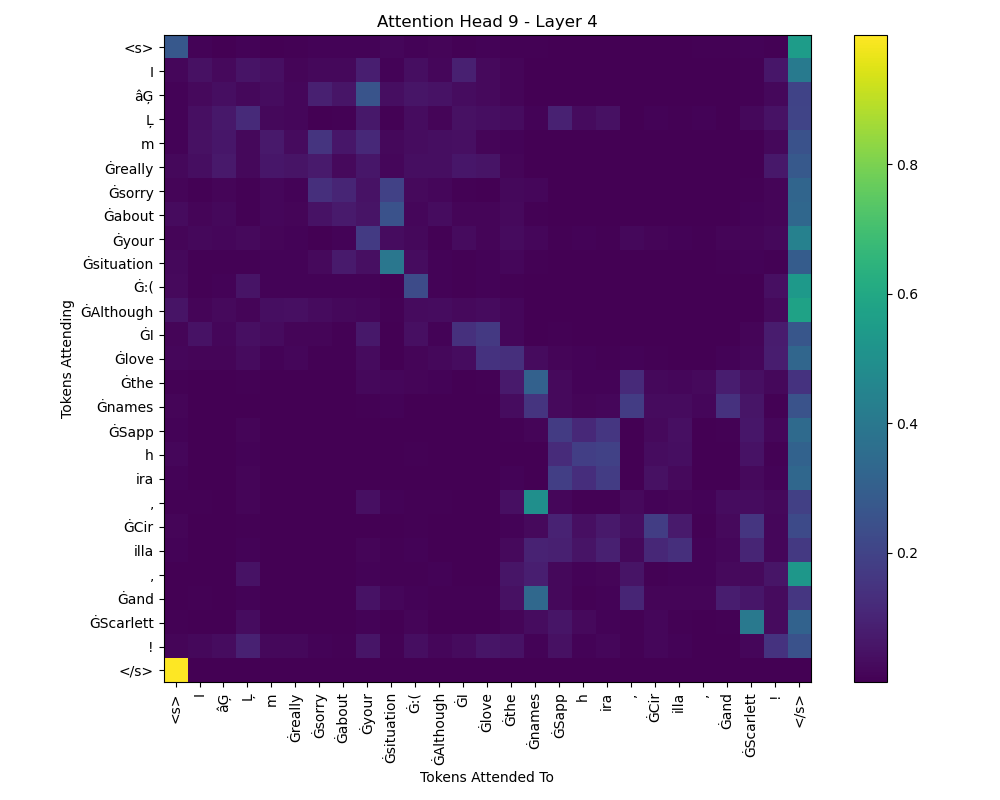 Attention Head 9 - Layer 4
Tokens Attending
<s>
I
âĢ
Ļ
m
Ġreally
Ġsorry
Ġabout
Ġyour
Ġsituation
Ġ:(
ĠAlthough
ĠI
Ġlove
Ġthe
Ġnames
ĠSapp
h
ira
,
ĠCir
illa
,
Ġand
ĠScarlett
!
</s>
<s>
I
âĢ
Ļ
m
Ġreally
Ġsorry
Ġabout
Ġyour
Ġsituation
Ġ:(
ĠAlthough
ĠI
Ġlove
Ġthe
Ġnames
ĠSapp
h
ira
,
ĠCir
illa
,
Ġand
ĠScarlett
!
</s>
Tokens Attended To
0.8
0.6
0.4
0.2